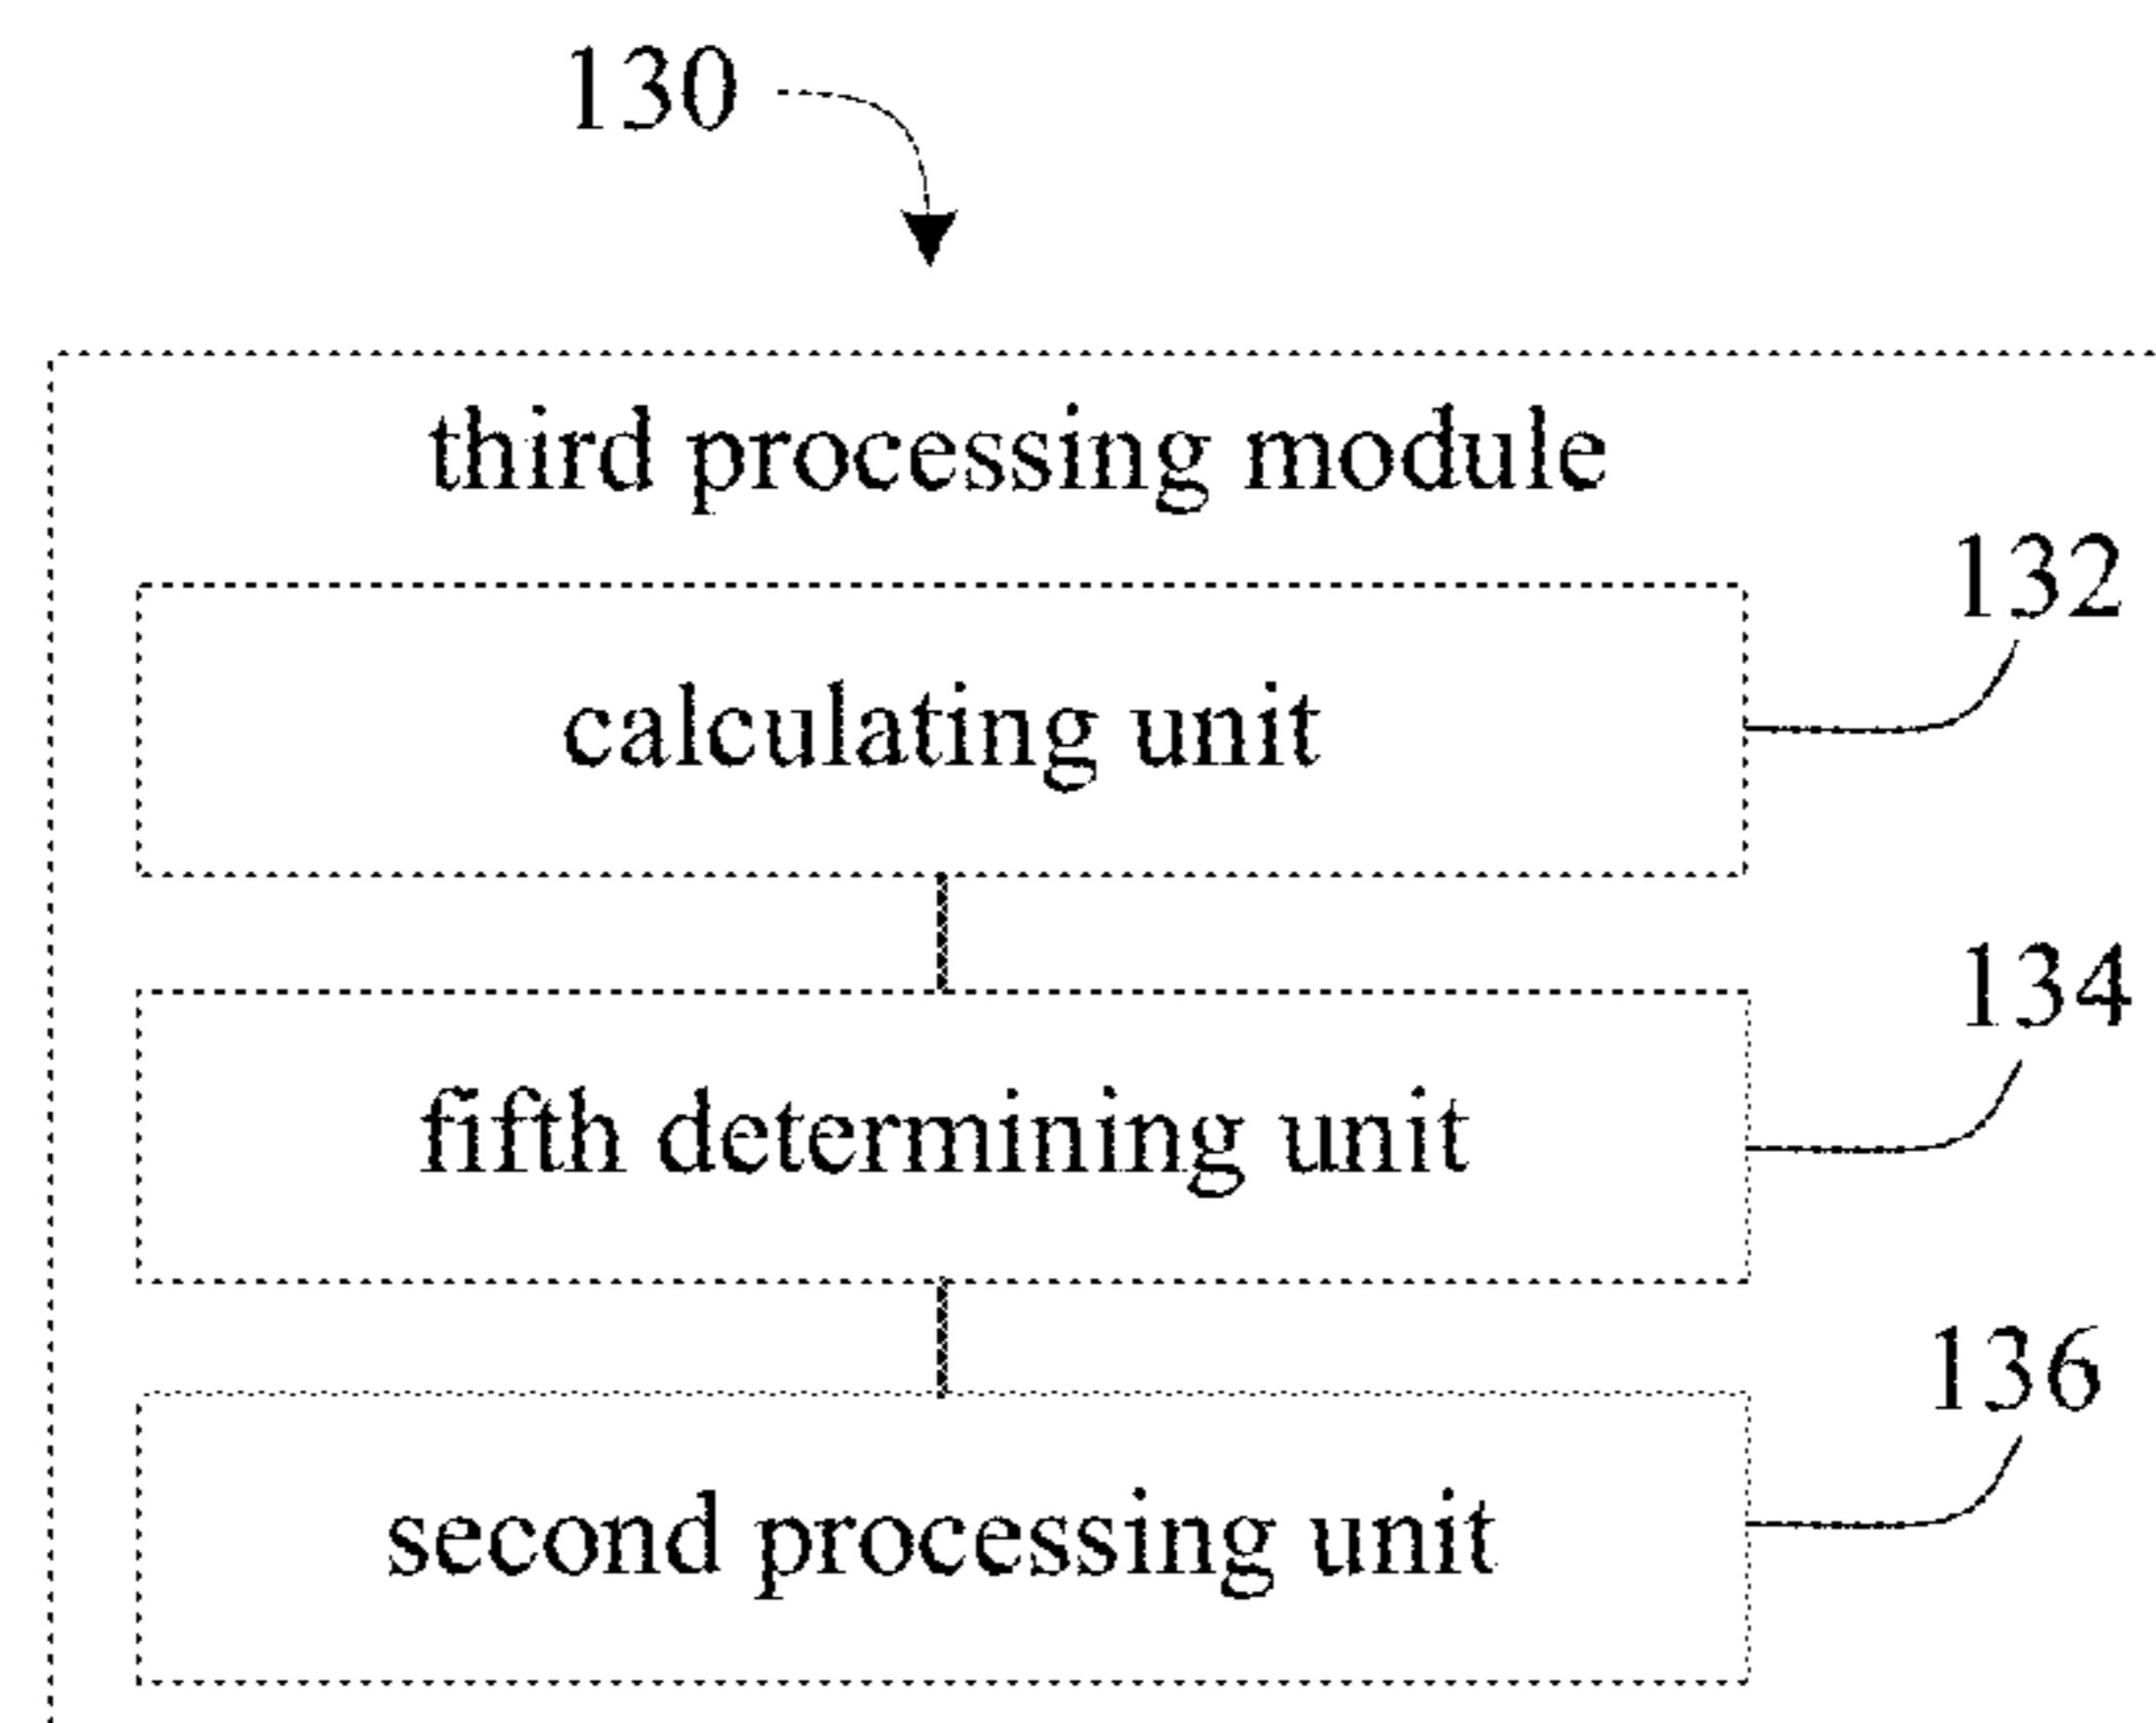 130
third processing module
132
calculating unit
134
fifth determining unit
136
second processing unit